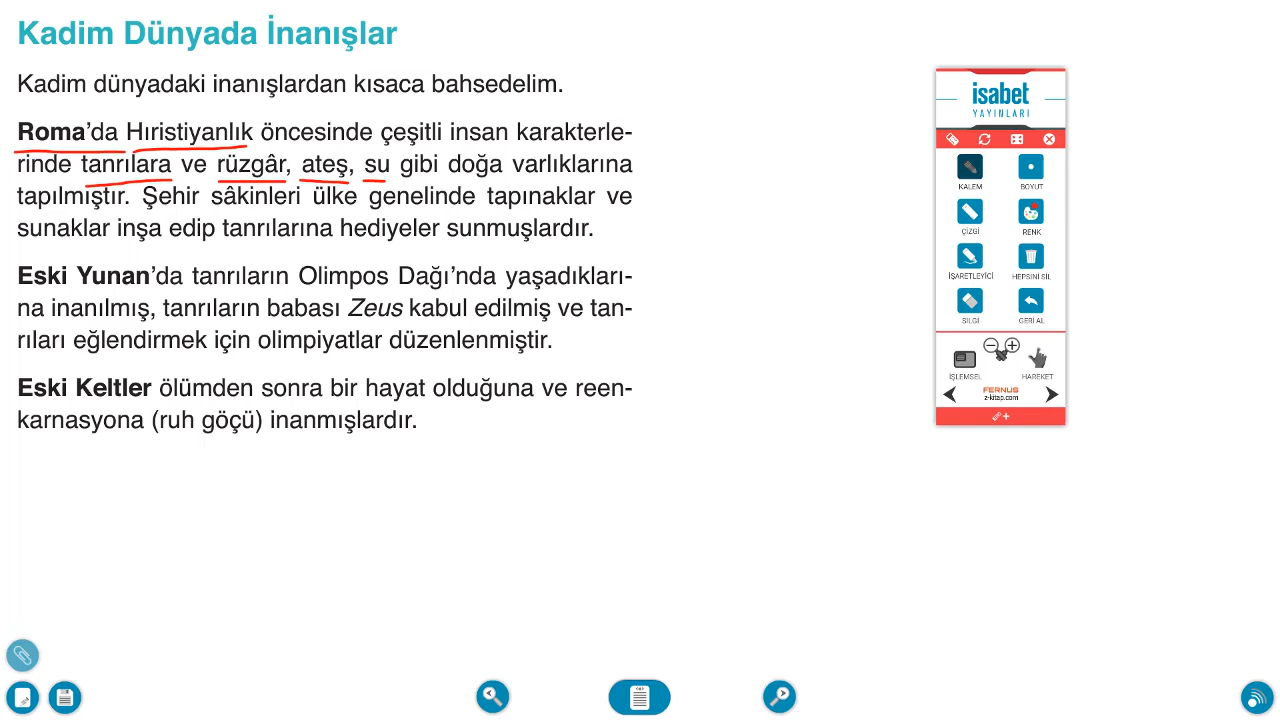 Kadim Dünyada İnanışlar
Kadim dünyadaki inanışlardan kısaca bahsedelim.
Roma’da Hıristiyanlık öncesinde çeşitli insan karakterle-
rinde tanrılara ve rüzgâr, ateş, su gibi doğa varlıklarına
tapılmıştır. Şehir sâkinleri ülke genelinde tapınaklar ve
sunaklar inşa edip tanrılarına hediyeler sunmuşlardır.
Eski Yunan’da tanrıların Olimpos Dağı’nda yaşadıkları-
na inanılmış, tanrıların babası Zeus kabul edilmiş ve tan-
rıları eğlendirmek için olimpiyatlar düzenlenmiştir.
Eski Keltler ölümden sonra bir hayat olduğuna ve reen-
karnasyona (ruh göçü) inanmışlardır.
isabet
YAYINLARI
KALEM BOYUT
ÇİZGİ RENK
İŞARETLEYİCİ HEPSİNİ SİL
SİLGİ GERİ AL
İŞLEMSEL HAREKET
FERNUS
z-kitap.com